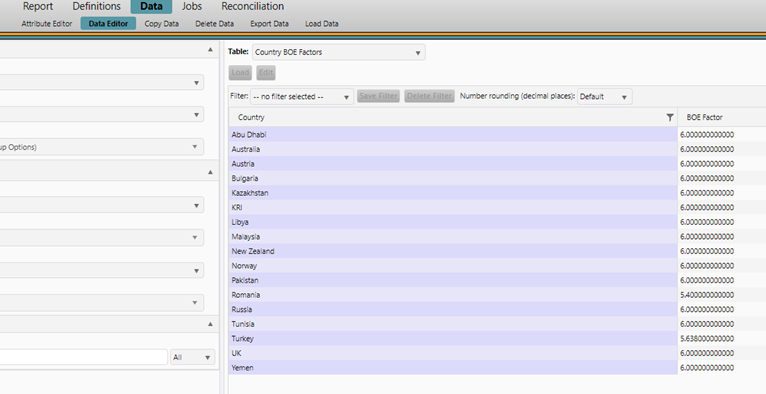 Report Definitions Data Jobs Reconciliation
Attribute Editor Data Editor Copy Data Delete Data Export Data Load Data
Table: Country BOE Factors
Load Edit
Filter: -- no filter selected -- Save Filter Delete Filter Number rounding (decimal places): Default
Country BOE Factor
Abu Dhabi 6.000000000000
Australia 6.000000000000
up Options)
Austria 6.000000000000
Bulgaria 6.000000000000
Kazakhstan 6.000000000000
KRI 6.000000000000
Libya 6.000000000000
Malaysia 6.000000000000
New Zealand 6.000000000000
Norway 6.000000000000
Pakistan 6.000000000000
Romania 5.400000000000
Russia 6.000000000000
Tunisia 6.000000000000
Turkey 5.638000000000
All
UK 6.000000000000
Yemen 6.000000000000